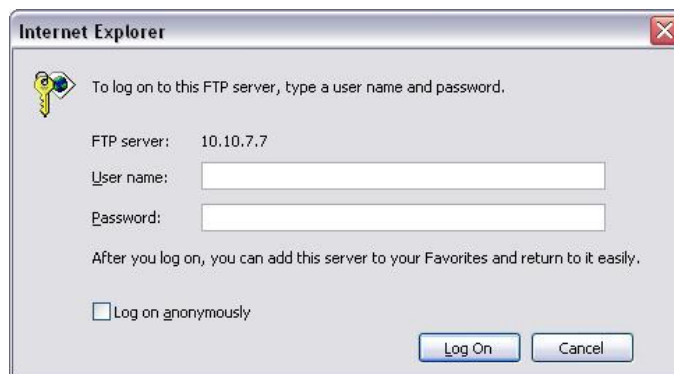 Internet Explorer
To log on to this FTP server, type a user name and password.
FTP server: 10.10.7.7
User name:
Password:
After you log on, you can add this server to your Favorites and return to it easily.
Log on anonymously
Log On Cancel